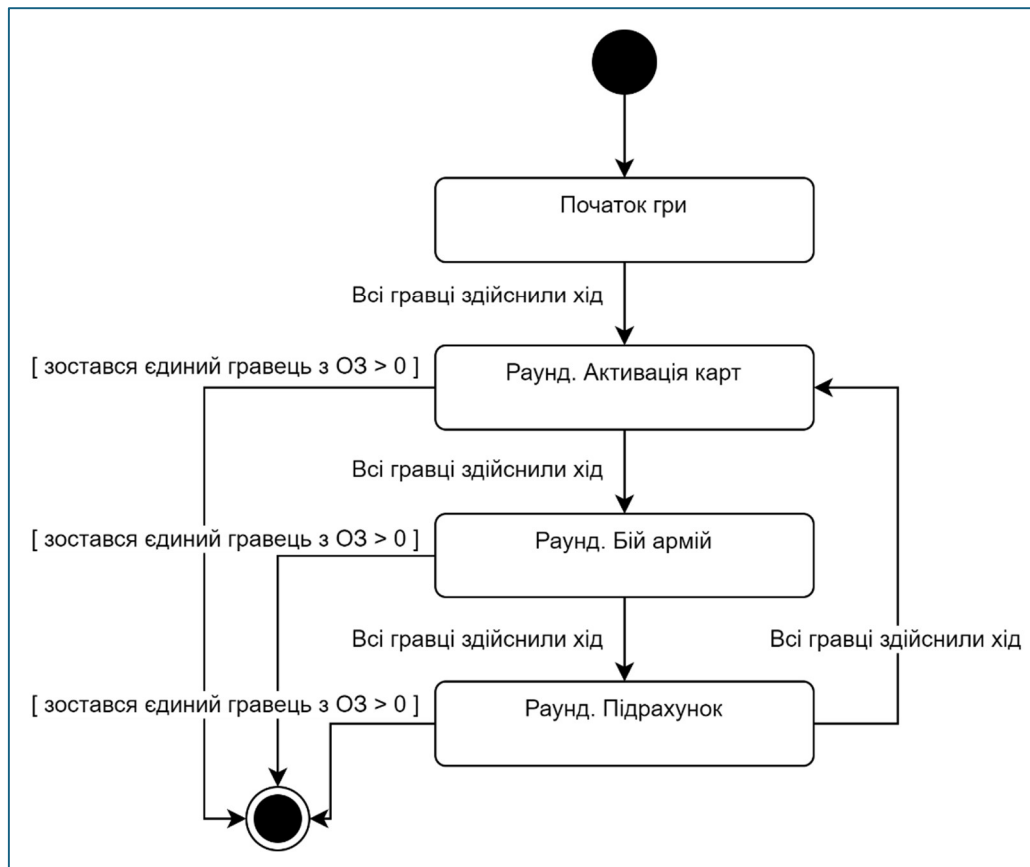 Початок гри
Всі гравці здійснили хід
[ зостався єдиний гравець з ОЗ > 0 ]
Раунд. Активація карт
Всі гравці здійснили хід
[ зостався єдиний гравець з ОЗ > 0 ]
Раунд. Бій армій
Всі гравці здійснили хід
Всі гравці здійснили хід
[ зостався єдиний гравець з ОЗ > 0 ]
Раунд. Підрахунок